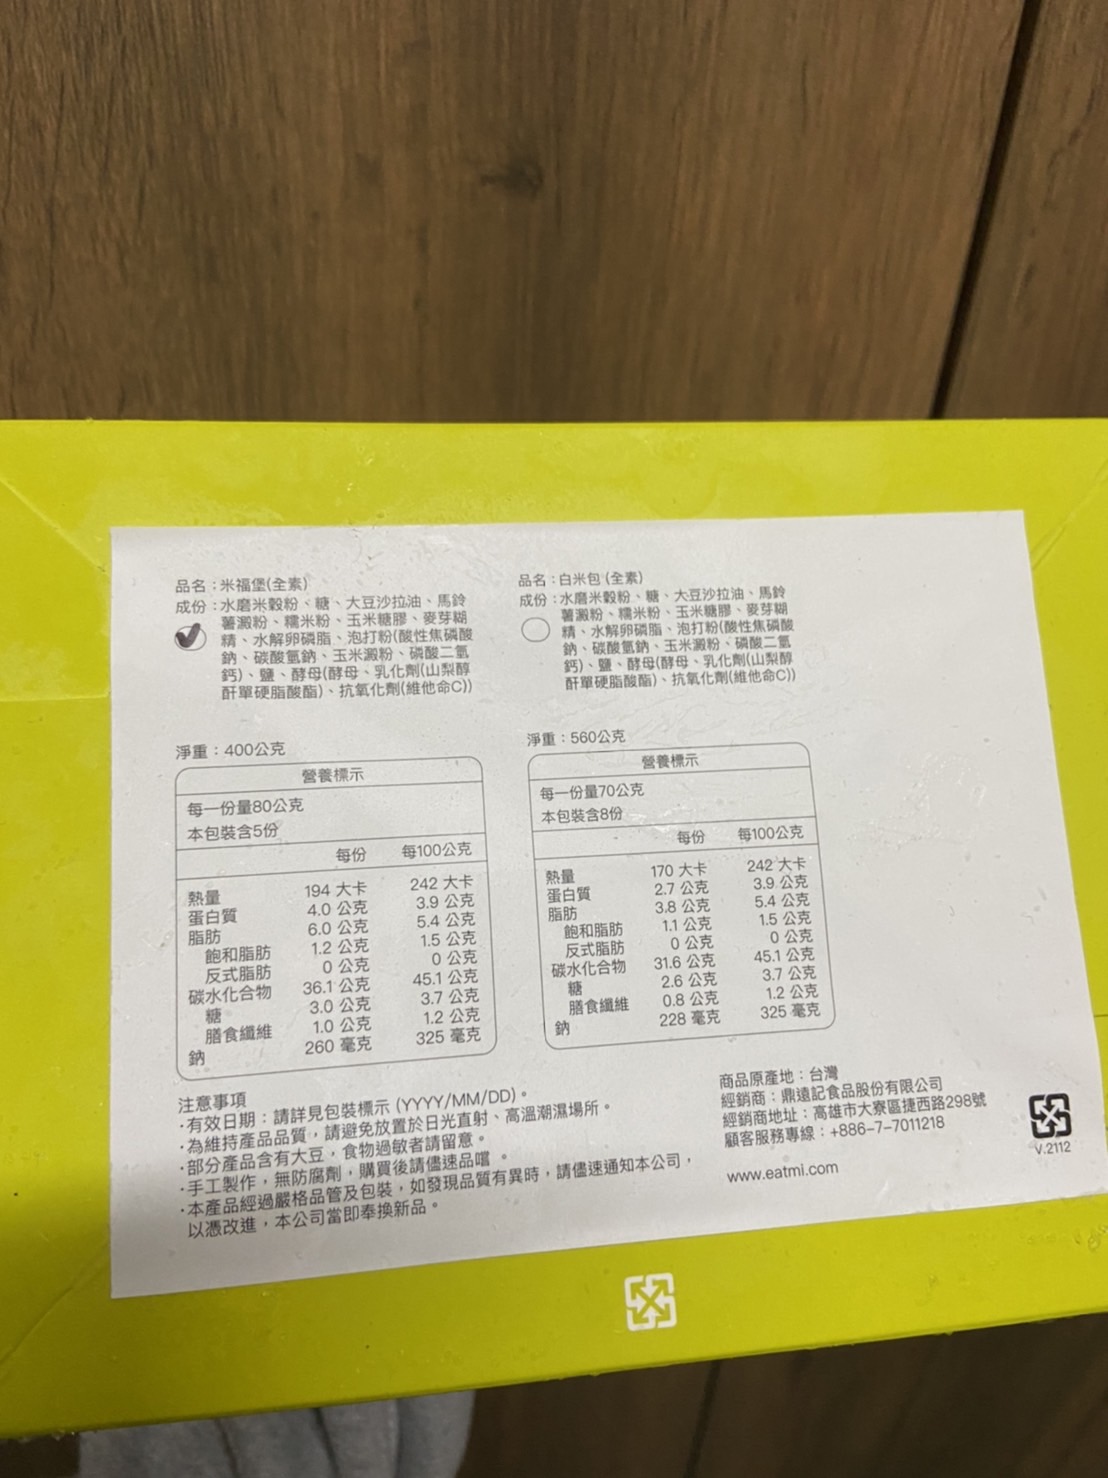 品名：米福堡(全素)
成份：水磨米穀粉、糖、大豆沙拉油、馬鈴
薯澱粉、糯米粉、玉米糖膠、麥芽糊
精、水解卵磷脂、泡打粉(酸性焦磷酸
鈉、碳酸氫鈉、玉米澱粉、磷酸二氫
鈣)、鹽、酵母(酵母、乳化劑(山梨醇
酐單硬脂酸酯)、抗氧化劑(維他命C))
淨重：400公克
營養標示
每一份量80公克
本包裝含5份
每份 每100公克
熱量 194 大卡 242 大卡
蛋白質 4.0 公克 3.9 公克
脂肪 6.0 公克 5.4 公克
飽和脂肪 1.2 公克 1.5 公克
反式脂肪 0 公克 0 公克
碳水化合物 36.1 公克 45.1 公克
糖 3.0 公克 3.7 公克
膳食纖維 1.0 公克 1.2 公克
鈉 260 毫克 325 毫克
品名：白米包(全素)
成份：水磨米穀粉、糖、大豆沙拉油、馬鈴
薯澱粉、糯米粉、玉米糖膠、麥芽糊
精、水解卵磷脂、泡打粉(酸性焦磷酸
鈉、碳酸氫鈉、玉米澱粉、磷酸二氫
鈣)、鹽、酵母(酵母、乳化劑(山梨醇
酐單硬脂酸酯)、抗氧化劑(維他命C))
淨重：560公克
營養標示
每一份量70公克
本包裝含8份
每份 每100公克
熱量 170 大卡 242 大卡
蛋白質 2.7 公克 3.9 公克
脂肪 3.8 公克 5.4 公克
飽和脂肪 1.1 公克 1.5 公克
反式脂肪 0 公克 0 公克
碳水化合物 31.6 公克 45.1 公克
糖 2.6 公克 3.7 公克
膳食纖維 0.8 公克 1.2 公克
鈉 228 毫克 325 毫克
注意事項
·有效日期：請詳見包裝標示 (YYYY/MM/DD)。
·為維持產品品質，請避免放置於日光直射、高溫潮濕場所。
·部分產品含有大豆，食物過敏者請留意。
·手工製作，無防腐劑，購買後請儘速品嚐。
·本產品經過嚴格品管及包裝，如發現品質有異時，請儘速通知本公司，
以憑改進，本公司當即奉換新品。
商品原產地：台灣
經銷商：鼎遠記食品股份有限公司
經銷商地址：高雄市大寮區捷西路298號
顧客服務專線：+886-7-7011218
www.eatmi.com
V.2112